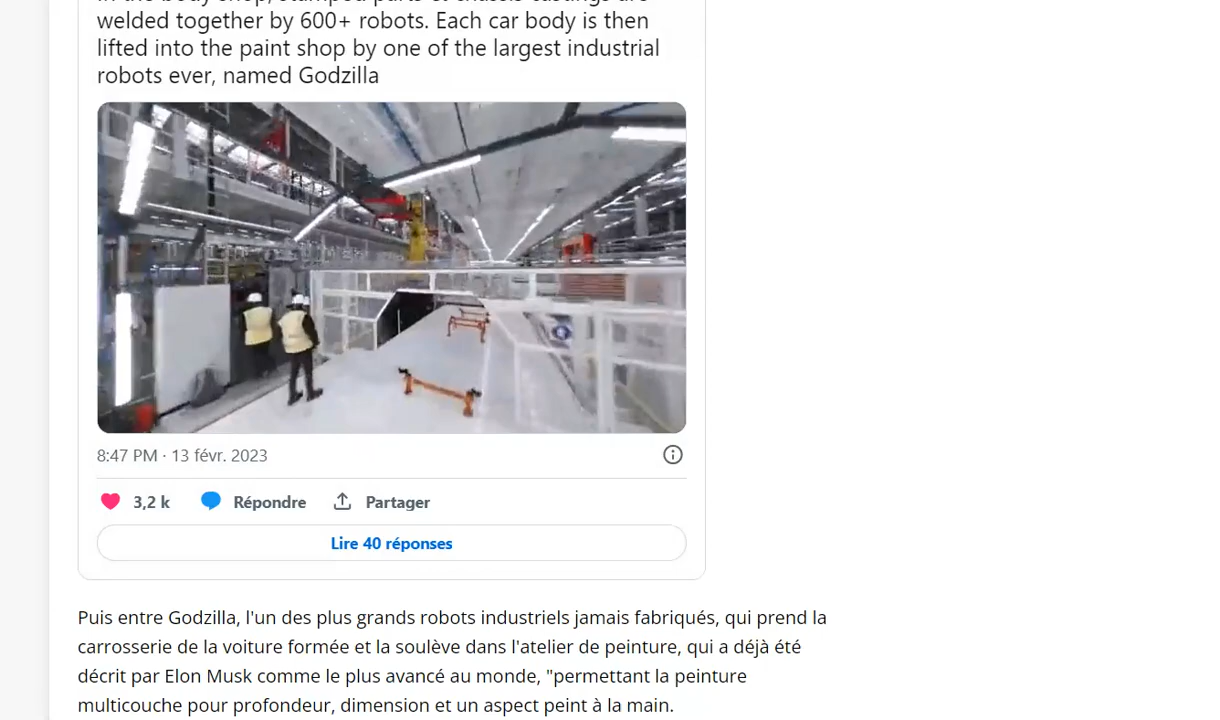 welded together by 600+ robots. Each car body is then
lifted into the paint shop by one of the largest industrial
robots ever, named Godzilla
8:47 PM · 13 févr. 2023
3,2 k Répondre Partager
Lire 40 réponses
Puis entre Godzilla, l'un des plus grands robots industriels jamais fabriqués, qui prend la
carrosserie de la voiture formée et la soulève dans l'atelier de peinture, qui a déjà été
décrit par Elon Musk comme le plus avancé au monde, "permettant la peinture
multicouche pour profondeur, dimension et un aspect peint à la main.